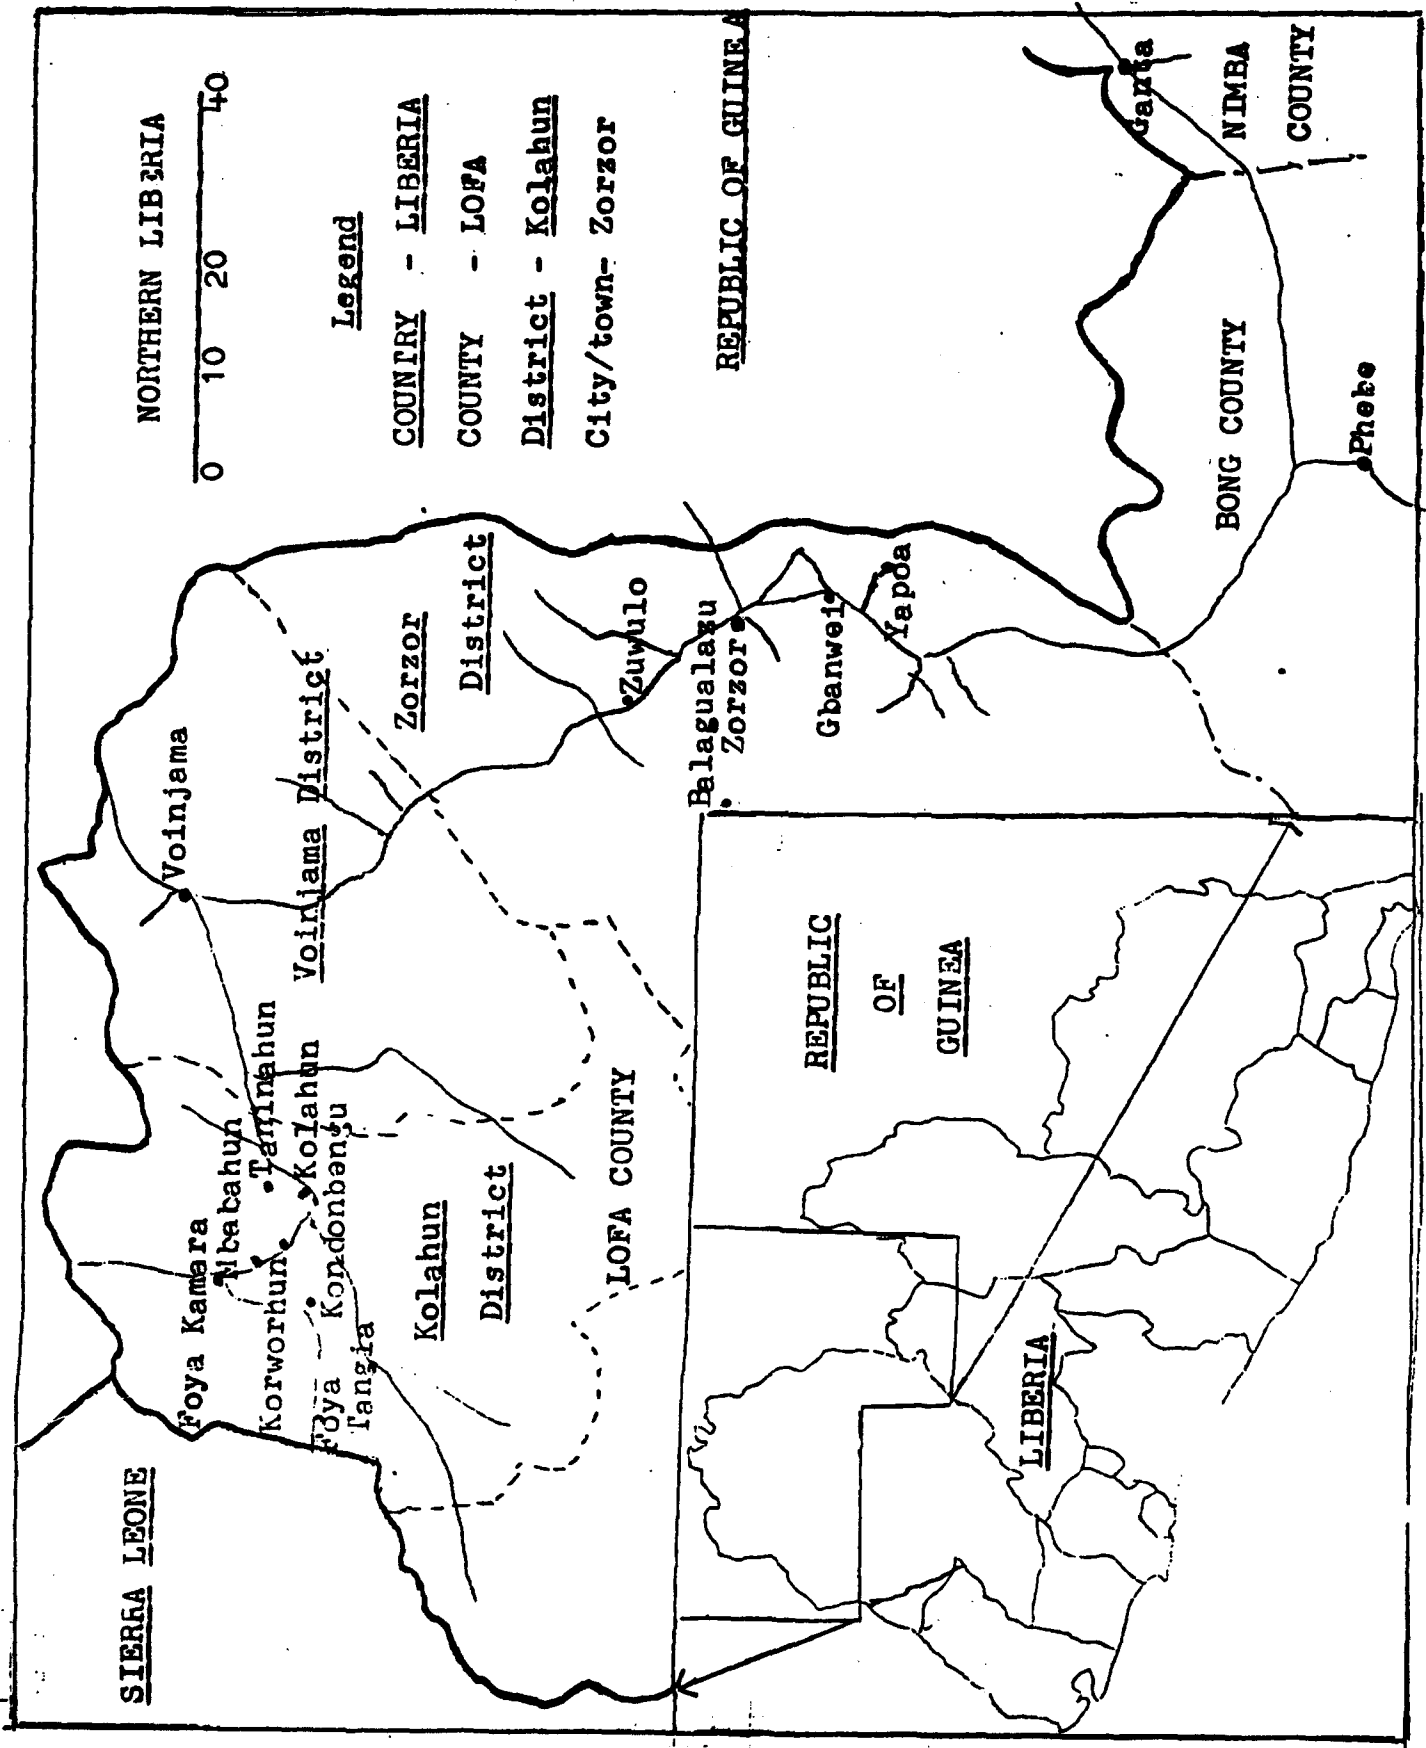 NORTHERN LIBERIA
0 10 20 40
Legend
COUNTRY - LIBERIA
COUNTY - LOFA
District - Kolahun
City/town- Zorzor
REPUBLIC OF GUINEA
SIERRA LEONE
Voinjama
Voinjama District
Foya Kamara
Mbabahun
Taninahun
Korworhun
Kolahun
Foya Kondonbengu
Tangia
Kolahun
District
LOFA COUNTY
Zorzor
District
Zuwulo
Balagualazu
Zorzor
Gbanwei
Yapoa
Ganta
NIMBA
COUNTY
BONG COUNTY
Phebe
REPUBLIC
OF
GUINEA
LIBERIA